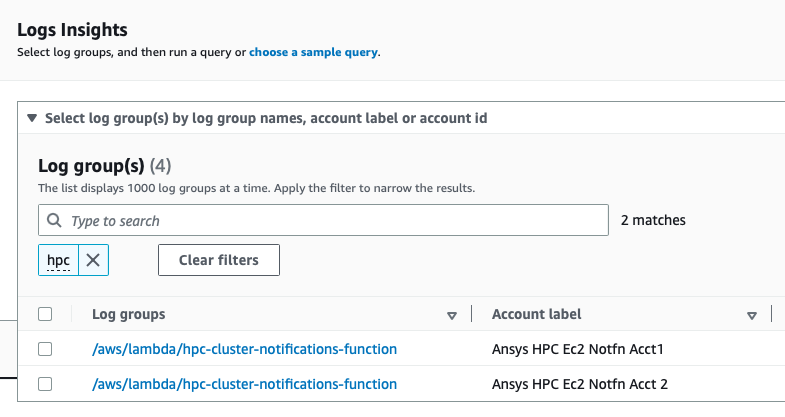 Logs Insights
Select log groups, and then run a query or choose a sample query.
Select log group(s) by log group names, account label or account id
Log group(s) (4)
The list displays 1000 log groups at a time. Apply the filter to narrow the results.
Type to search 2 matches
hpc Clear filters
Log groups Account label
/aws/lambda/hpc-cluster-notifications-function Ansys HPC Ec2 Notfn Acct1
/aws/lambda/hpc-cluster-notifications-function Ansys HPC Ec2 Notfn Acct 2